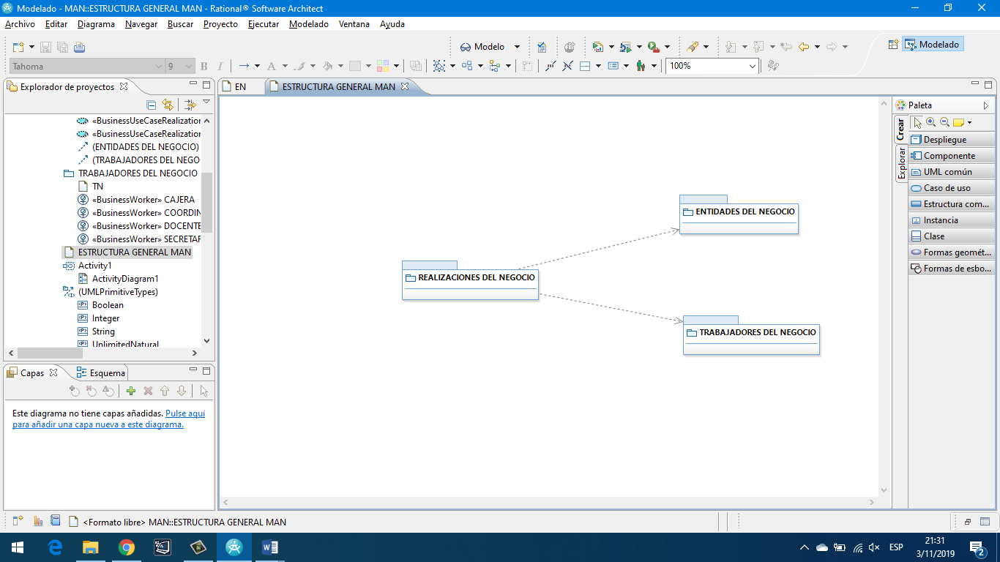 Modelado - MAN::ESTRUCTURA GENERAL MAN - Rational® Software Architect
Archivo Editar Diagrama Navegar Buscar Proyecto Ejecutar Modelado Ventana Ayuda
Modelo
Modelado
Tahoma 9 B I 100%
Explorador de proyectos
EN
ESTRUCTURA GENERAL MAN
«BusinessUseCaseRealization
«BusinessUseCaseRealization
(ENTIDADES DEL NEGOCIO)
(TRABAJADORES DEL NEGO
TRABAJADORES DEL NEGOCIO
TN
«BusinessWorker» CAJERA
«BusinessWorker» COORDIN
«BusinessWorker» DOCENTE
«BusinessWorker» SECRETAR
ESTRUCTURA GENERAL MAN
Activity1
ActivityDiagram1
(UMLPrimitiveTypes)
Boolean
Integer
String
UnlimitedNatural
Capas
Esquema
Este diagrama no tiene capas añadidas. Pulse aquí
para añadir una capa nueva a este diagrama.
ENTIDADES DEL NEGOCIO
REALIZACIONES DEL NEGOCIO
TRABAJADORES DEL NEGOCIO
Paleta
Crear
Explorar
Despliegue
Componente
UML común
Caso de uso
Estructura com...
Instancia
Clase
Formas geomét...
Formas de esbo...
<Formato libre> MAN::ESTRUCTURA GENERAL MAN
ESP
21:31
3/11/2019
2